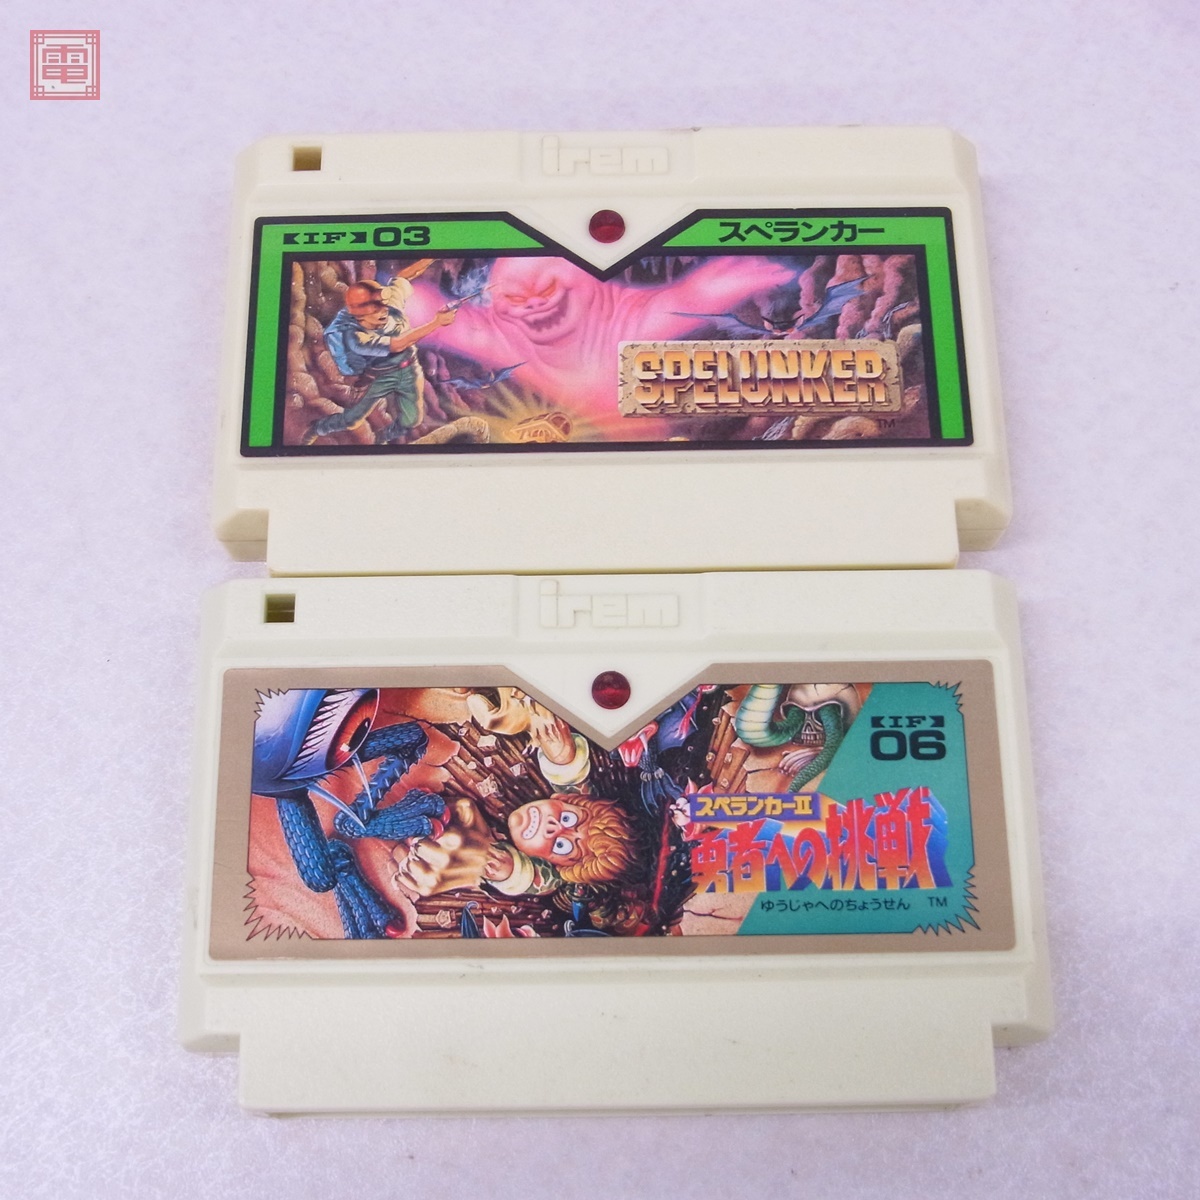 電
irem
IF 03
スペランカー
SPELUNKER
TM
irem
IF
06
スペランカーII
勇者への挑戦
ゆうじゃへのちょうせん TM